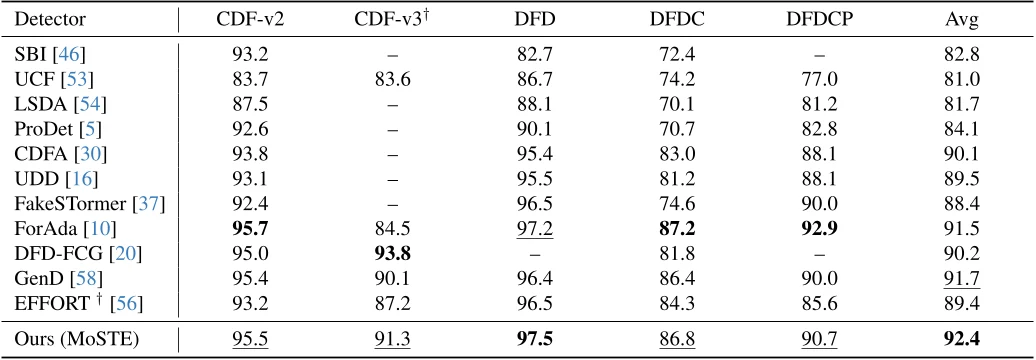 Detector CDF-v2 CDF-v3† DFD DFDC DFDCP Avg
SBI [46] 93.2 – 82.7 72.4 – 82.8
UCF [53] 83.7 83.6 86.7 74.2 77.0 81.0
LSDA [54] 87.5 – 88.1 70.1 81.2 81.7
ProDet [5] 92.6 – 90.1 70.7 82.8 84.1
CDFA [30] 93.8 – 95.4 83.0 88.1 90.1
UDD [16] 93.1 – 95.5 81.2 88.1 89.5
FakeSTormer [37] 92.4 – 96.5 74.6 90.0 88.4
ForAda [10] 95.7 84.5 97.2 87.2 92.9 91.5
DFD-FCG [20] 95.0 93.8 – 81.8 – 90.2
GenD [58] 95.4 90.1 96.4 86.4 90.0 91.7
EFFORT † [56] 93.2 87.2 96.5 84.3 85.6 89.4
Ours (MoSTE) 95.5 91.3 97.5 86.8 90.7 92.4